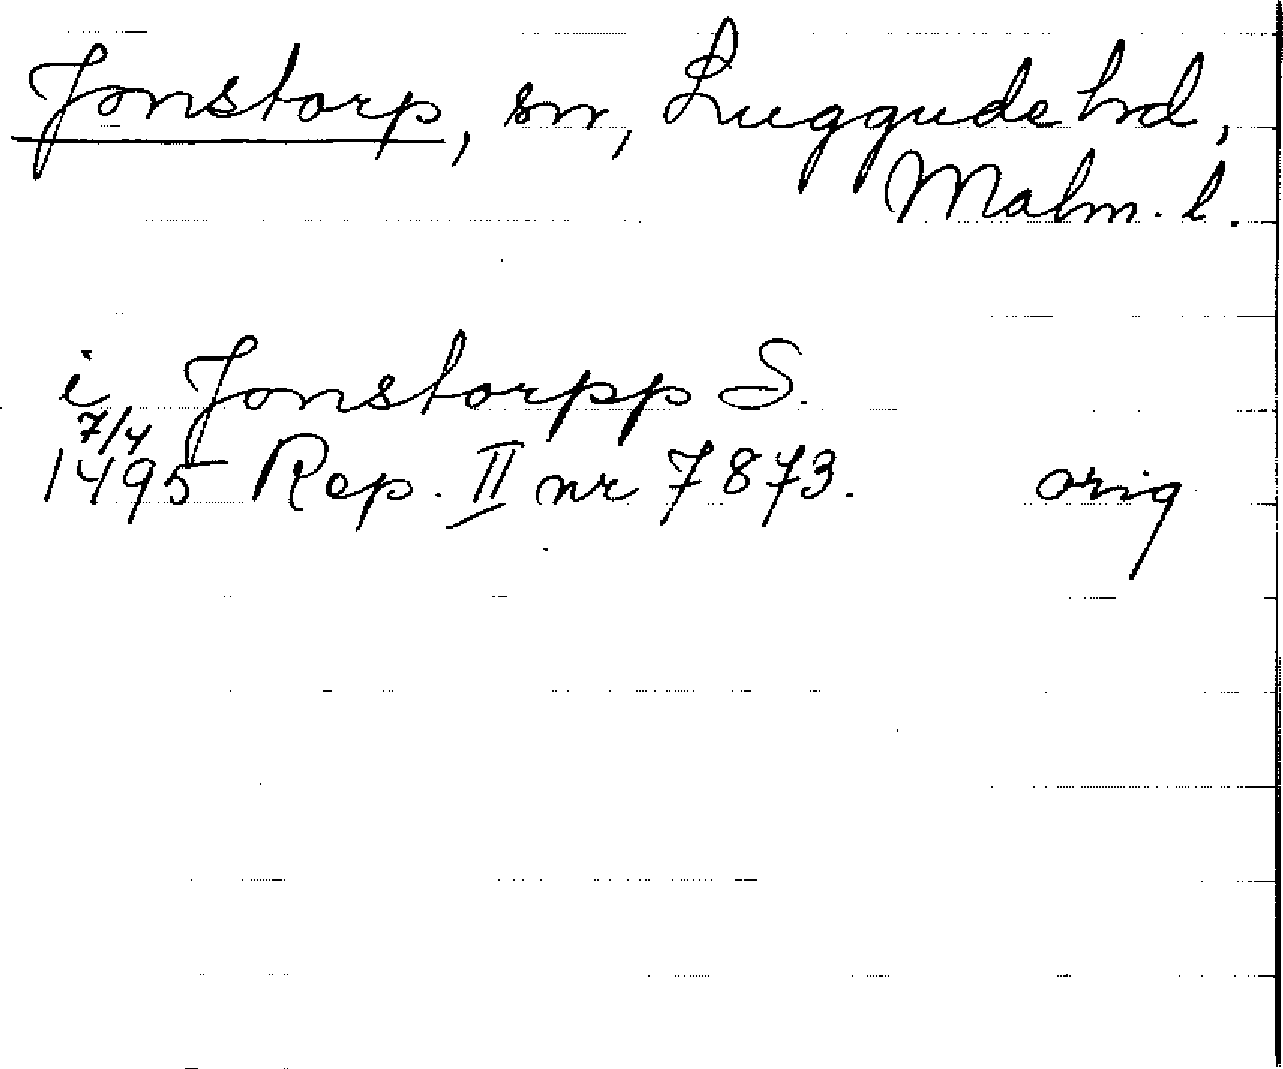 Jonstorp, sn, Luggude hd,
Malm. l.
i Jonstorpp S.
7/4
1495 Rep. II nr 7873. orig